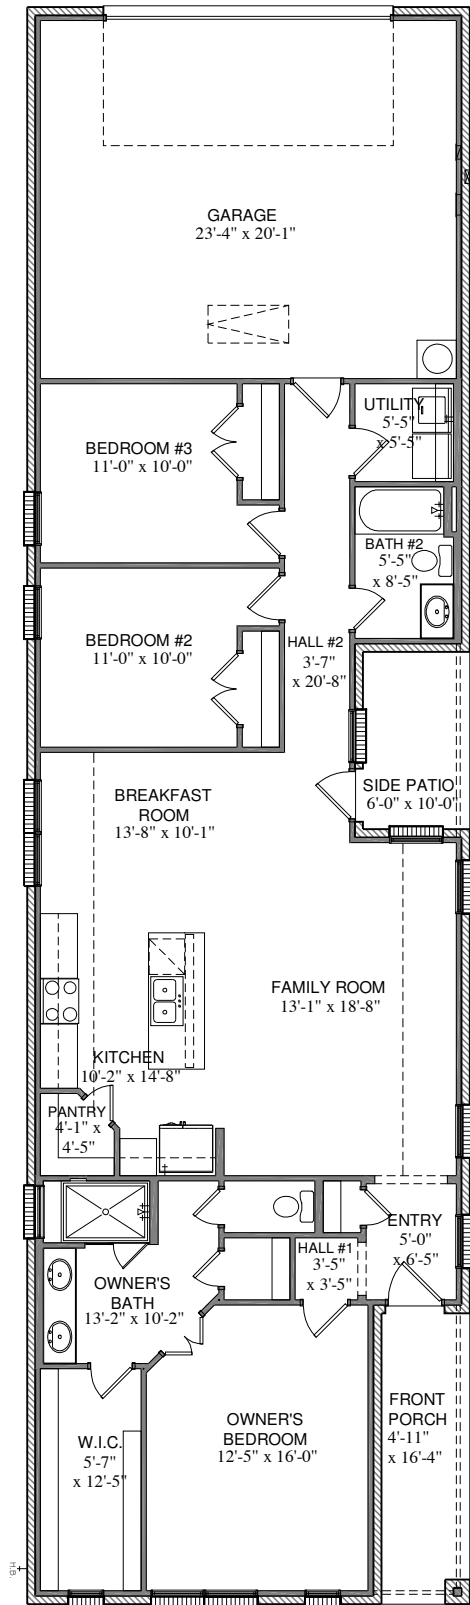 GARAGE
23'-4" x 20'-1"
UTILITY
5'-5"
x 5'-5"
BEDROOM #3
11'-0" x 10'-0"
BATH #2
5'-5"
x 8'-5"
BEDROOM #2
11'-0" x 10'-0"
HALL #2
3'-7"
x 20'-8"
SIDE PATIO
6'-0" x 10'-0"
BREAKFAST
ROOM
13'-8" x 10'-1"
FAMILY ROOM
13'-1" x 18'-8"
KITCHEN
10'-2" x 14'-8"
PANTRY
4'-1" x
4'-5"
ENTRY
5'-0"
x 6'-5"
HALL #1
3'-5"
x 3'-5"
OWNER'S
BATH
13'-2" x 10'-2"
OWNER'S
BEDROOM
12'-5" x 16'-0"
FRONT
PORCH
4'-11"
x 16'-4"
W.I.C.
5'-7"
x 12'-5"
H.B.